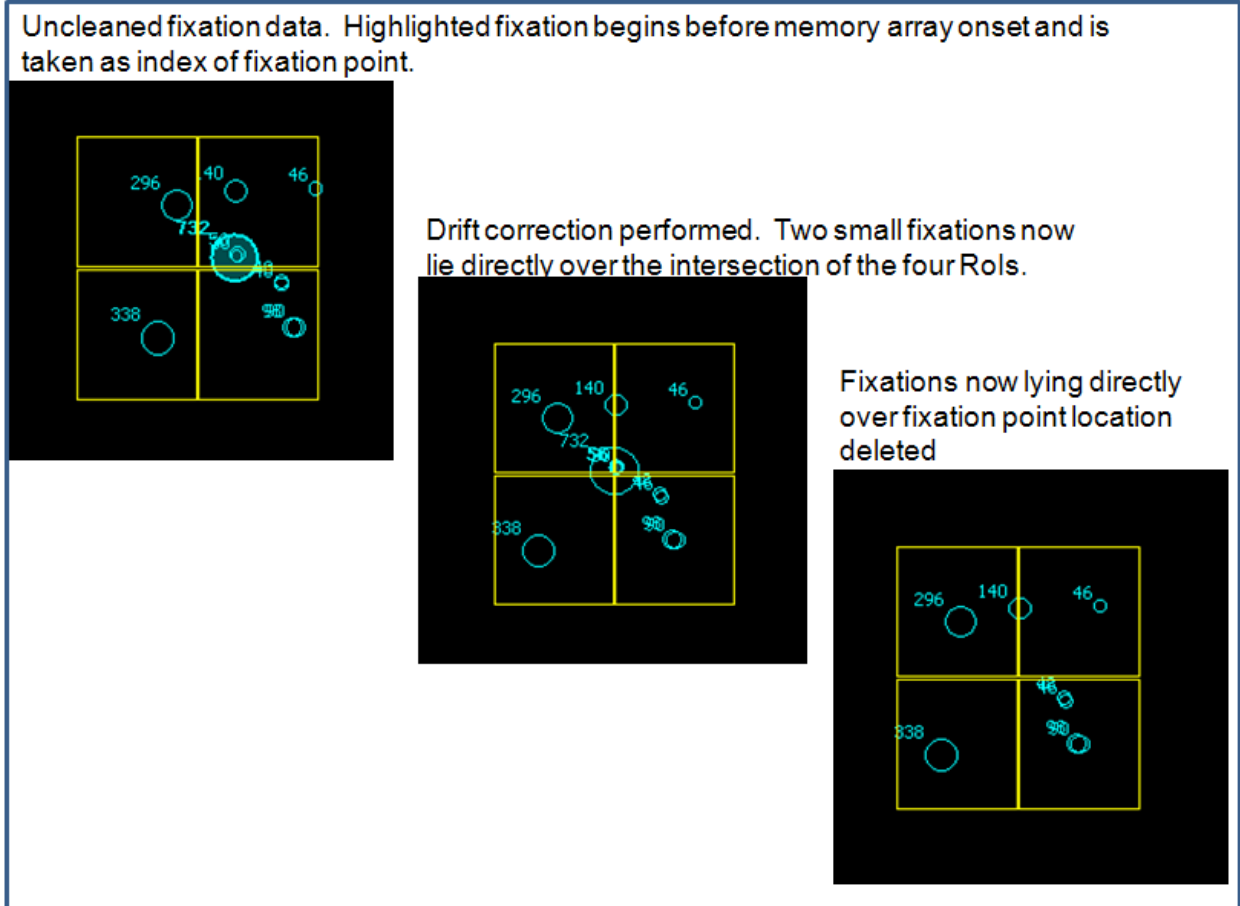 Uncleaned fixation data.  Highlighted fixation begins before memory array onset and is
taken as index of fixation point.
296
40
46
732
338
Drift correction performed.  Two small fixations now
lie directly over the intersection of the four RoIs.
296
140
46
732
338
Fixations now lying directly
over fixation point location
deleted
296
140
46
338